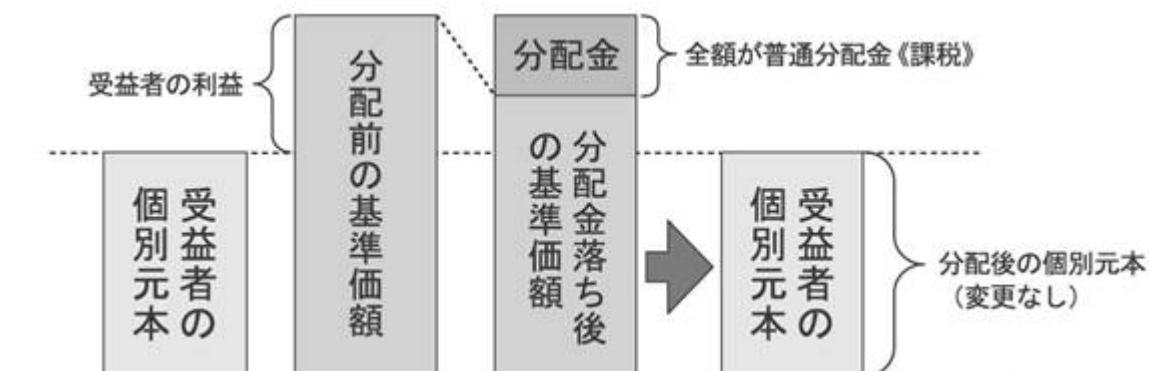 受益者の利益
受益者の
個別元本
分配前の基準価額
分配金
全額が普通分配金《課税》
分配金落ち後
の基準価額
受益者の
個別元本
分配後の個別元本
（変更なし）